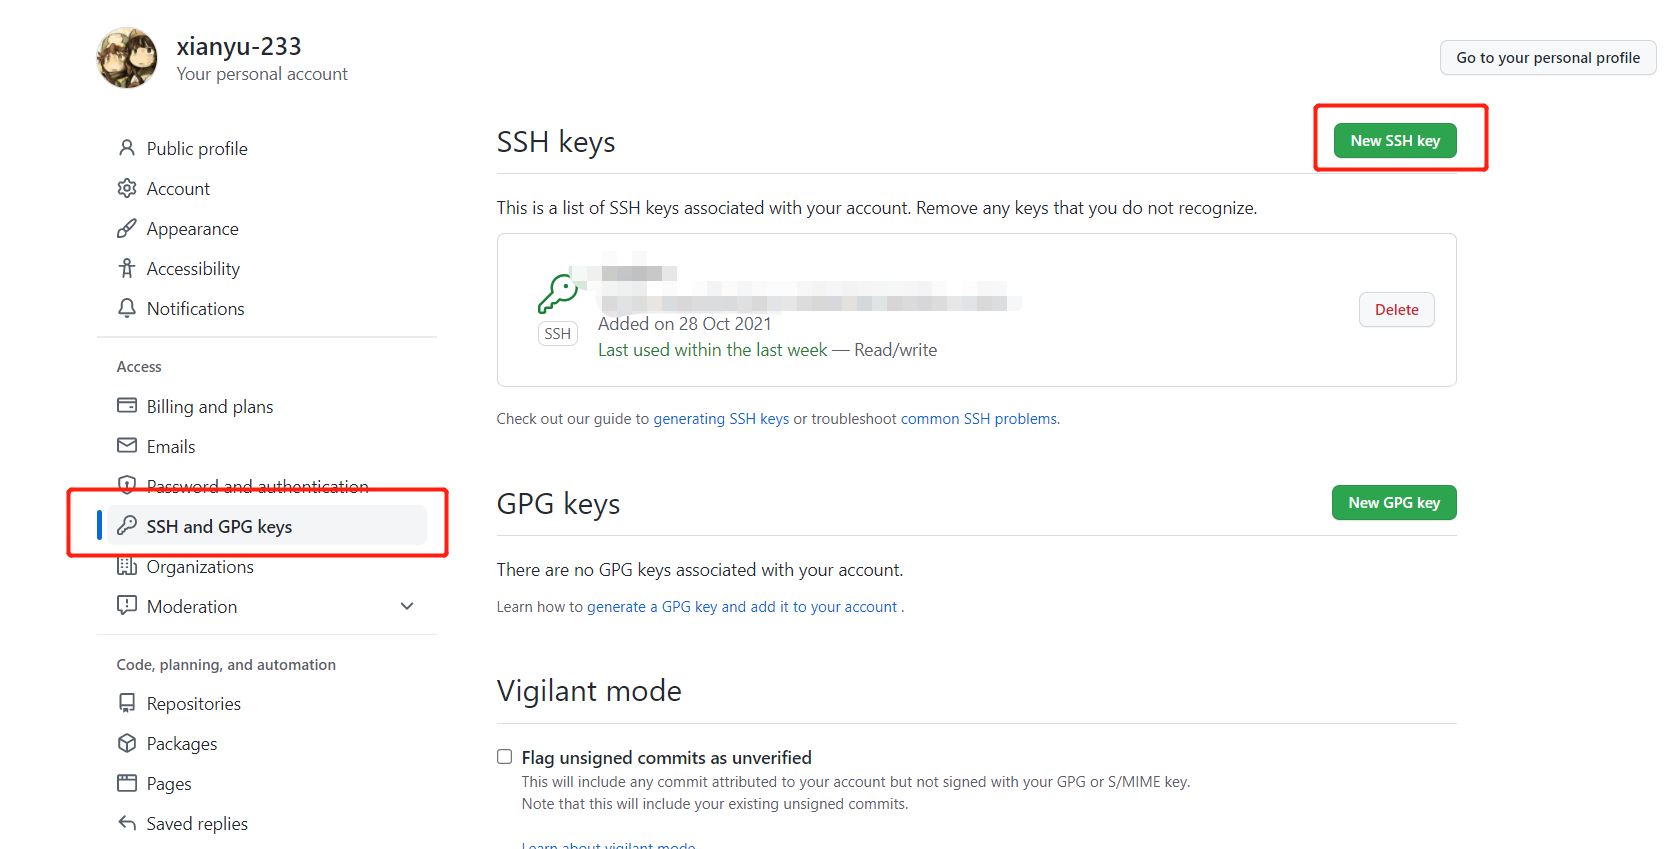 xianyu-233
Your personal account
Go to your personal profile
Public profile
Account
Appearance
Accessibility
Notifications
Access
Billing and plans
Emails
Password and authentication
SSH and GPG keys
Organizations
Moderation
Code, planning, and automation
Repositories
Packages
Pages
Saved replies
SSH keys
New SSH key
This is a list of SSH keys associated with your account. Remove any keys that you do not recognize.
SSH
Added on 28 Oct 2021
Last used within the last week — Read/write
Delete
Check out our guide to generating SSH keys or troubleshoot common SSH problems.
GPG keys
New GPG key
There are no GPG keys associated with your account.
Learn how to generate a GPG key and add it to your account .
Vigilant mode
Flag unsigned commits as unverified
This will include any commit attributed to your account but not signed with your GPG or S/MIME key.
Note that this will include your existing unsigned commits.
Learn about vigilant mode